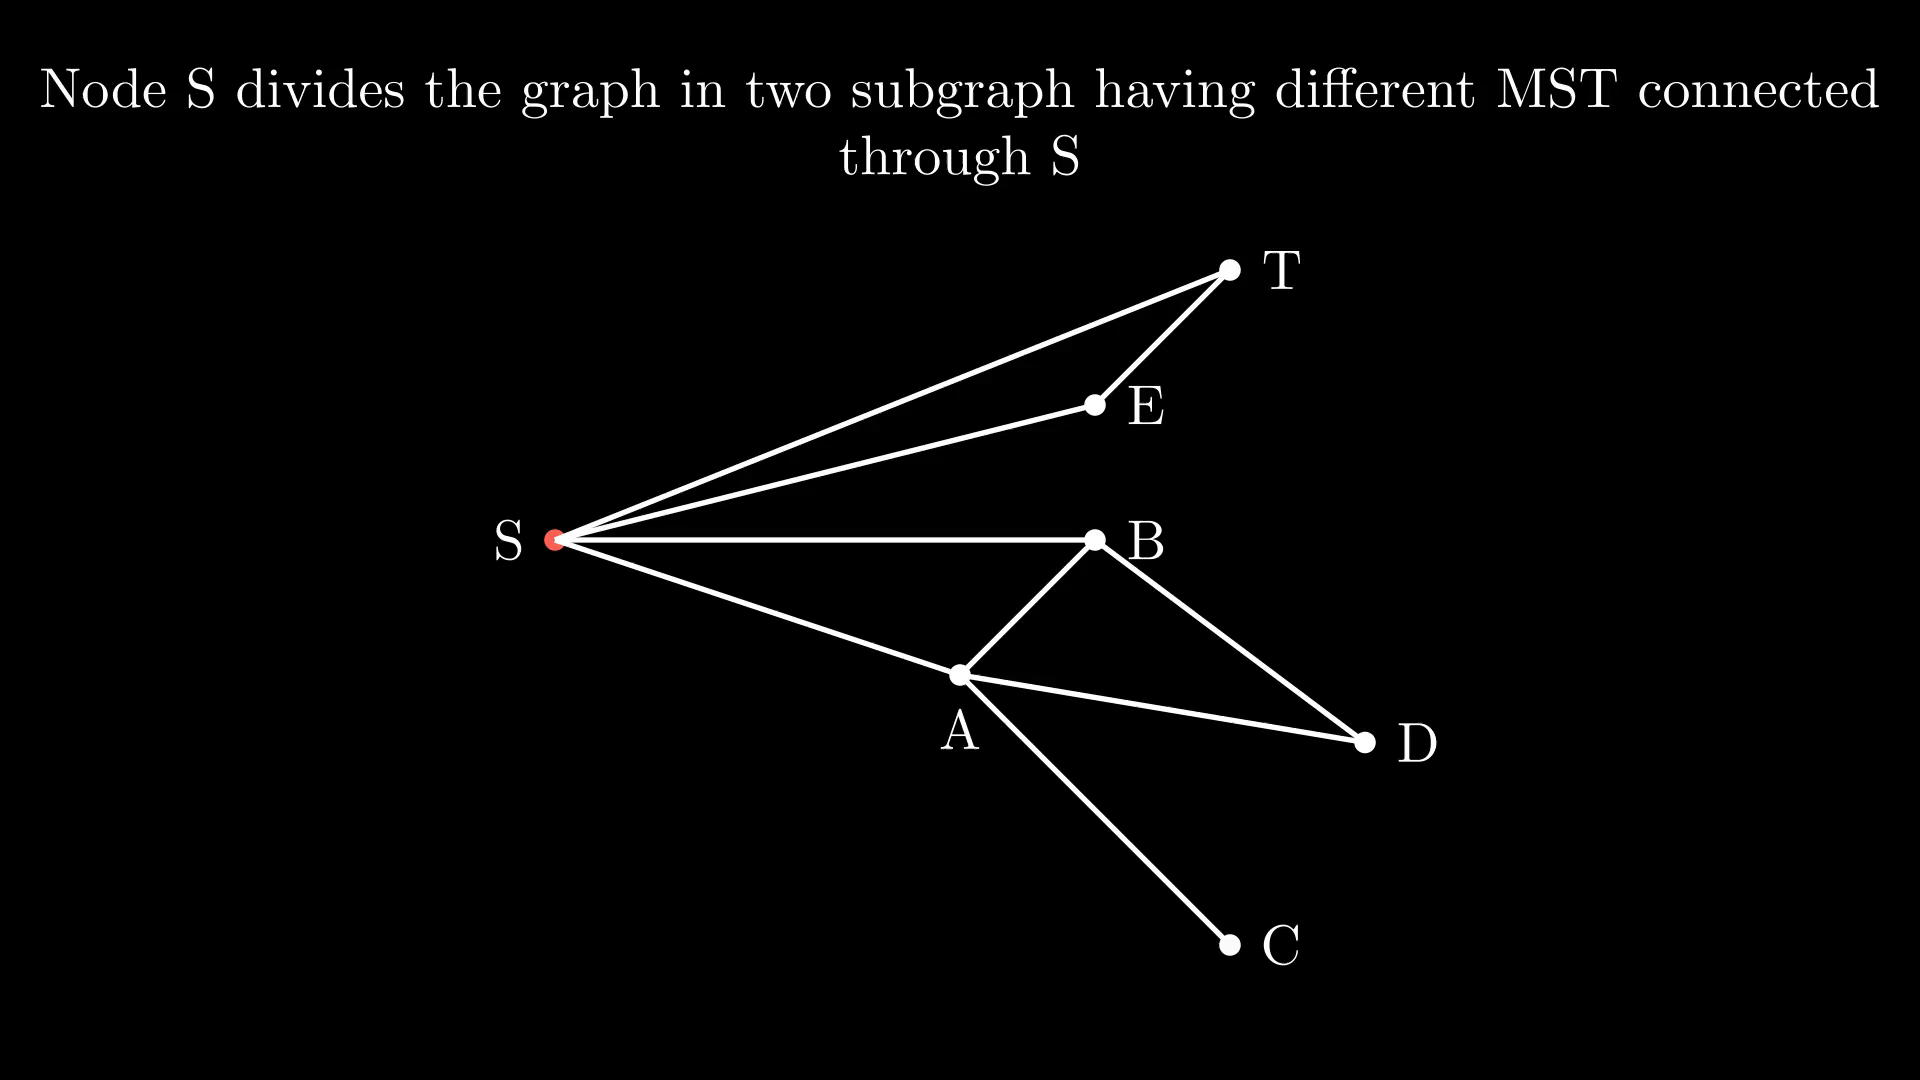 Node S divides the graph in two subgraph having different MST connected
through S
T
E
S
B
A
D
C